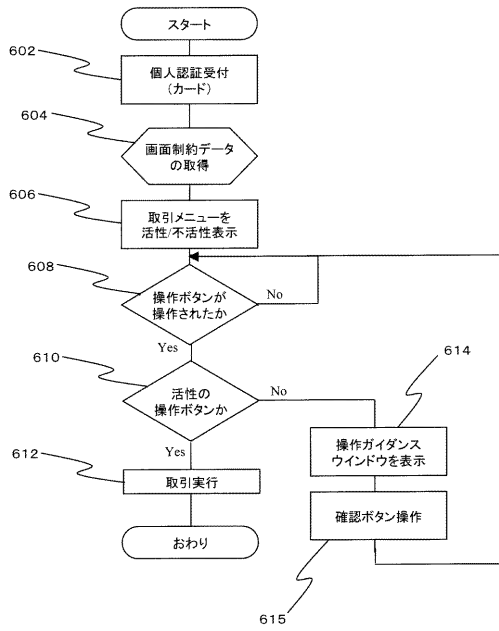 スタート
602
個人認証受付
(カード)
604
画面制約データ
の取得
606
取引メニューを
活性/不活性表示
608
操作ボタンが
操作されたか
No
Yes
610
活性の
操作ボタンか
No
614
操作ガイダンス
ウインドウを表示
Yes
612
取引実行
確認ボタン操作
おわり
615